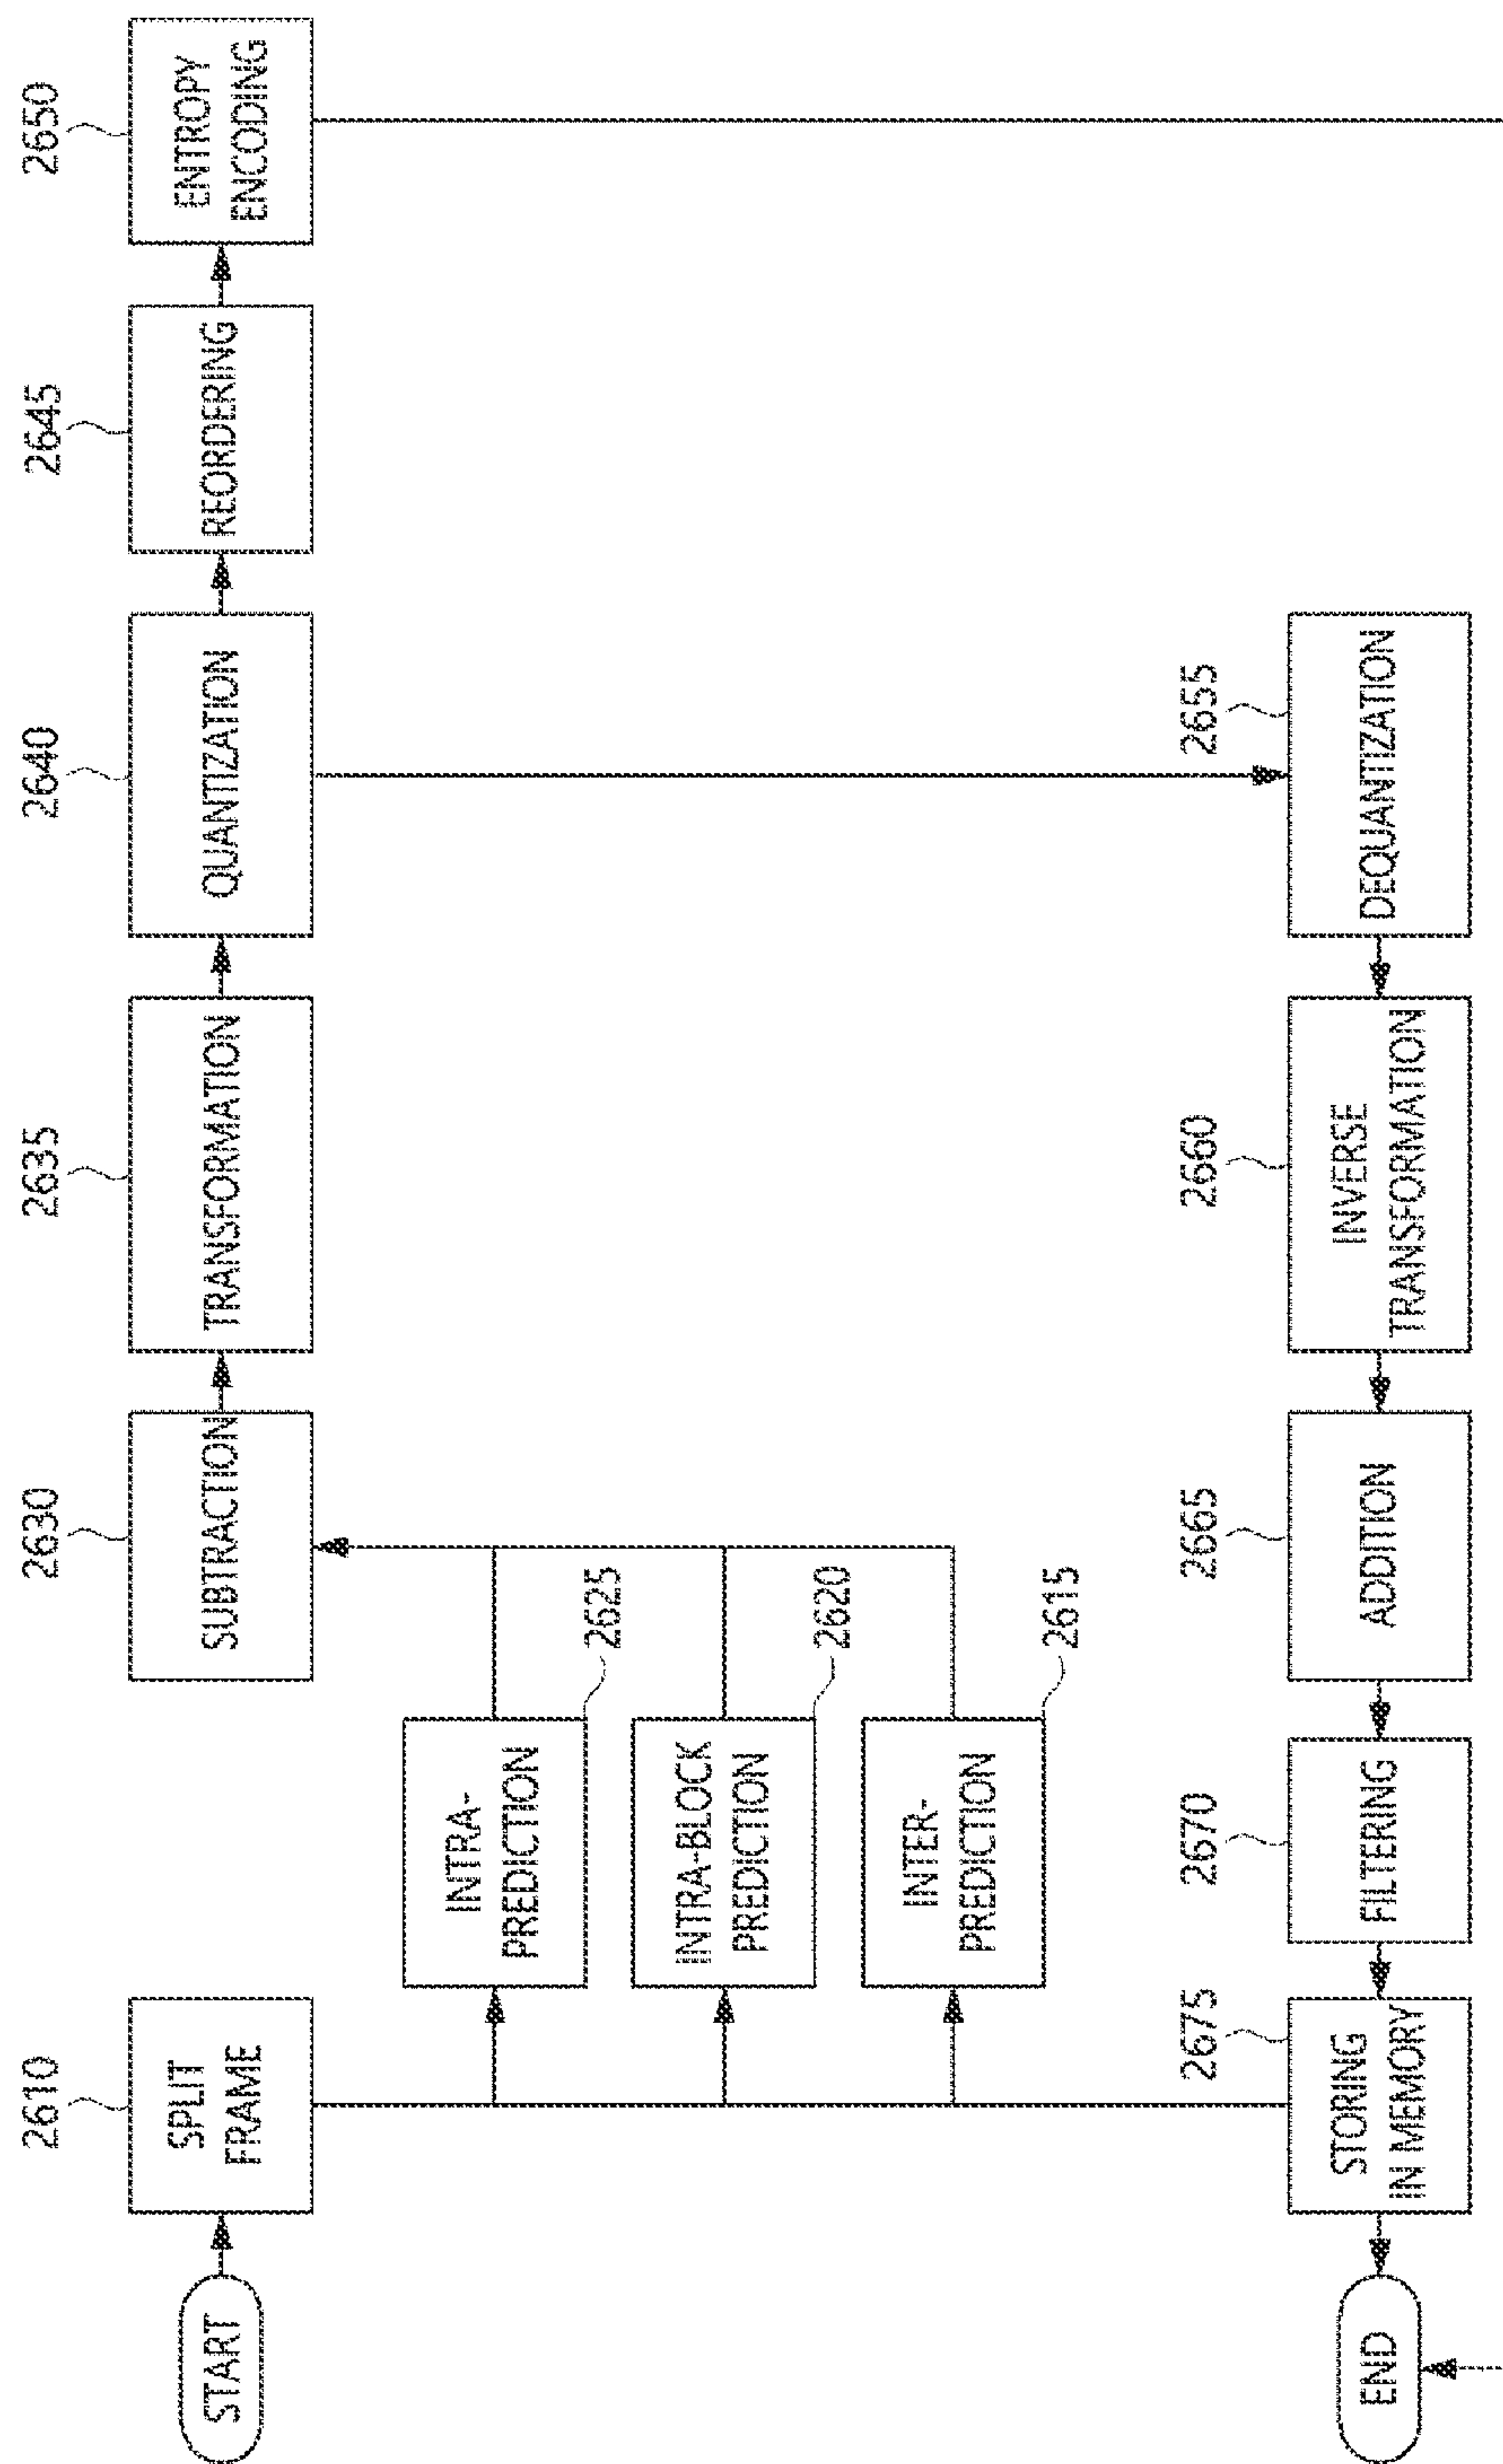 START
2610
SPLIT
FRAME
2625
INTRA-
PREDICTION
2620
INTRA-BLOCK
PREDICTION
2615
INTER-
PREDICTION
2630
SUBTRACTION
2635
TRANSFORMATION
2640
QUANTIZATION
2645
REORDERING
2650
ENTROPY
ENCODING
2655
DEQUANTIZATION
2660
INVERSE
TRANSFORMATION
2665
ADDITION
2670
FILTERING
2675
STORING
IN MEMORY
END